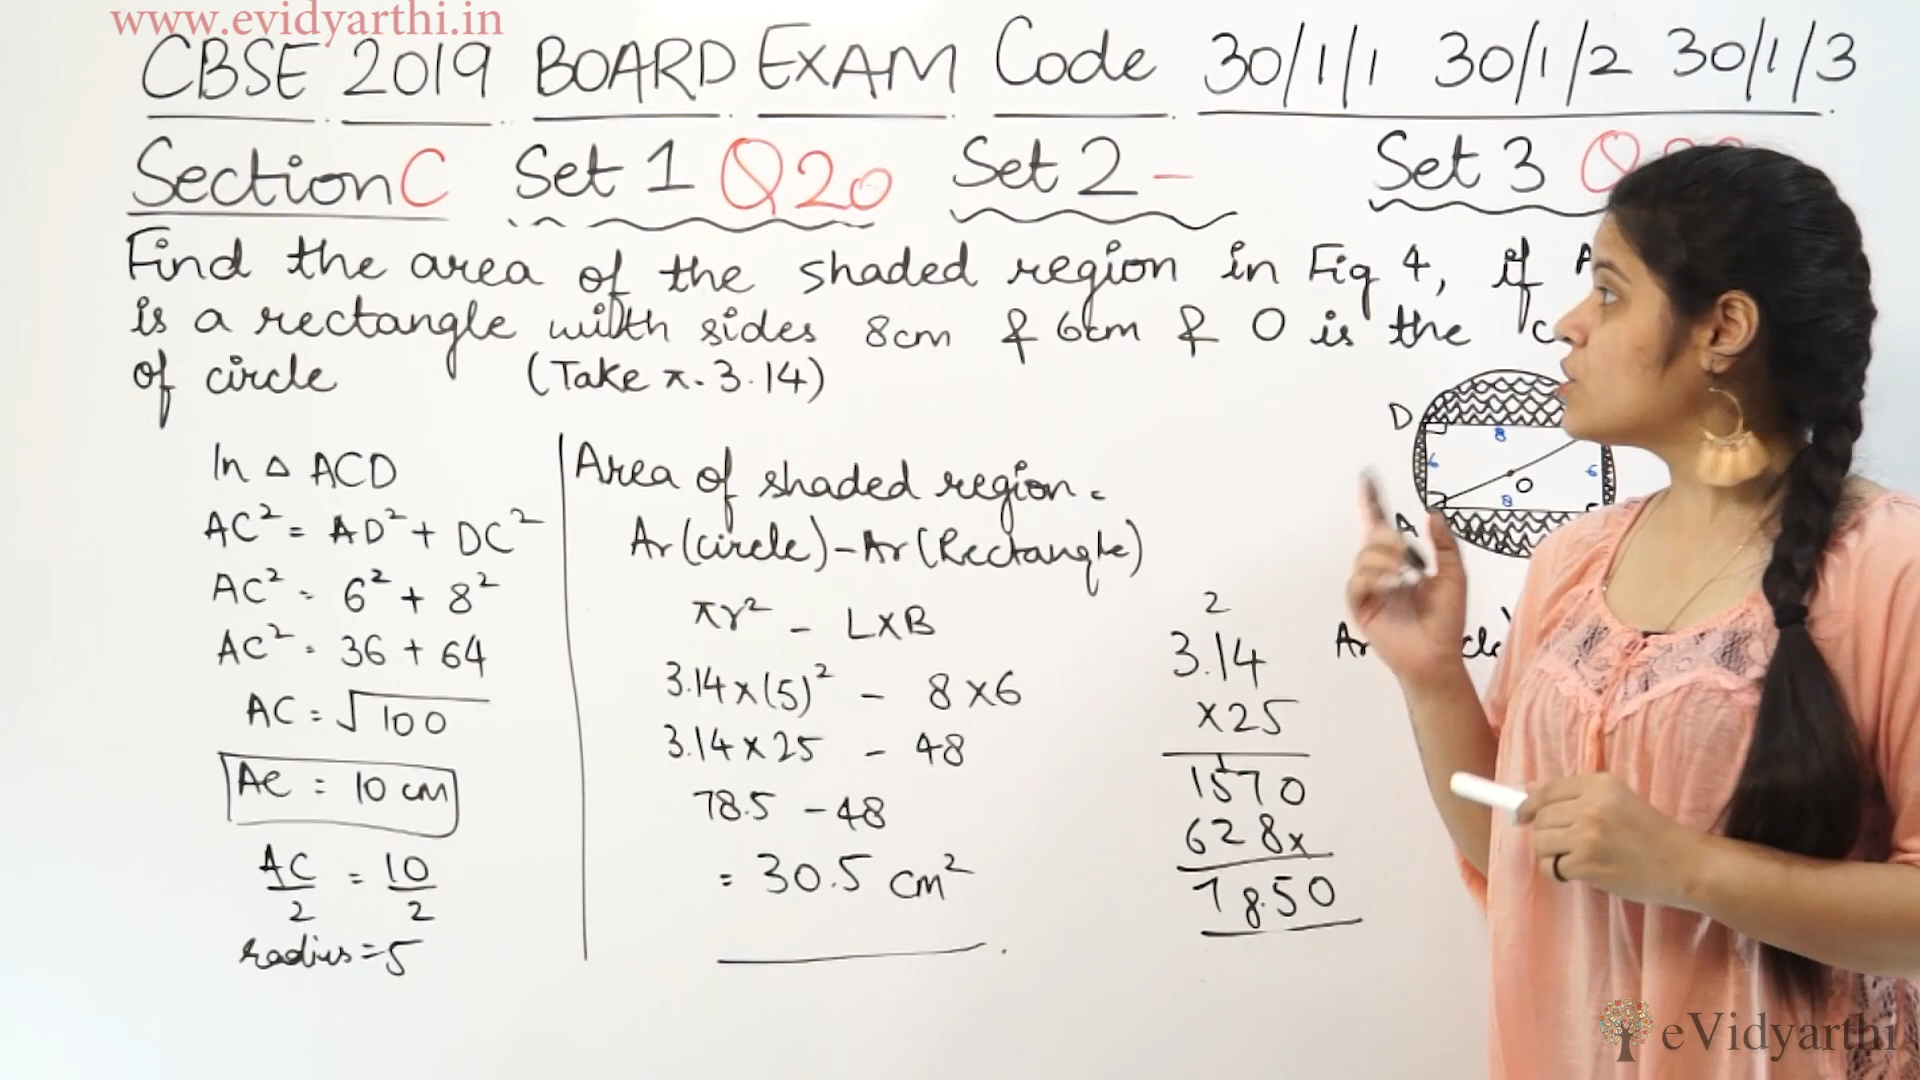 www.evidyarthi.in
CBSE 2019 BOARD EXAM Code 30/1/1 30/1/2 30/1/3
Section C Set 1 Q20 Set 2 - Set 3 Q
Find the area of the shaded region in Fig 4, if A
is a rectangle with sides 8cm & 6cm & O is the c
of circle (Take π = 3.14)
In △ ACD
AC² = AD² + DC²
AC² = 6² + 8²
AC² = 36 + 64
AC = √100
AC = 10 cm
AC/2 = 10/2
radius = 5
Area of shaded region =
Ar (circle) - Ar (Rectangle)
πr² - L×B
3.14 × (5)² - 8 × 6
3.14 × 25 - 48
78.5 - 48
= 30.5 cm²
2
3.14
×25
1
1570
628×
78.50
D
8
6
6
O
8
A
Ar
eVidyarthi